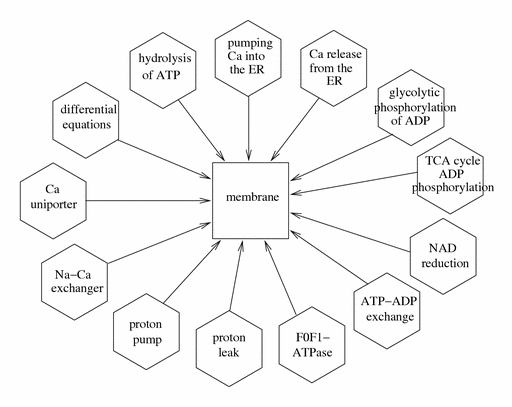 hydrolysis
of ATP
pumping
Ca into
the ER
Ca release
from the
ER
glycolytic
phosphorylation
of ADP
differential
equations
TCA cycle
ADP
phosphorylation
Ca
uniporter
membrane
NAD
reduction
Na−Ca
exchanger
ATP−ADP
exchange
proton
pump
proton
leak
F0F1−
ATPase